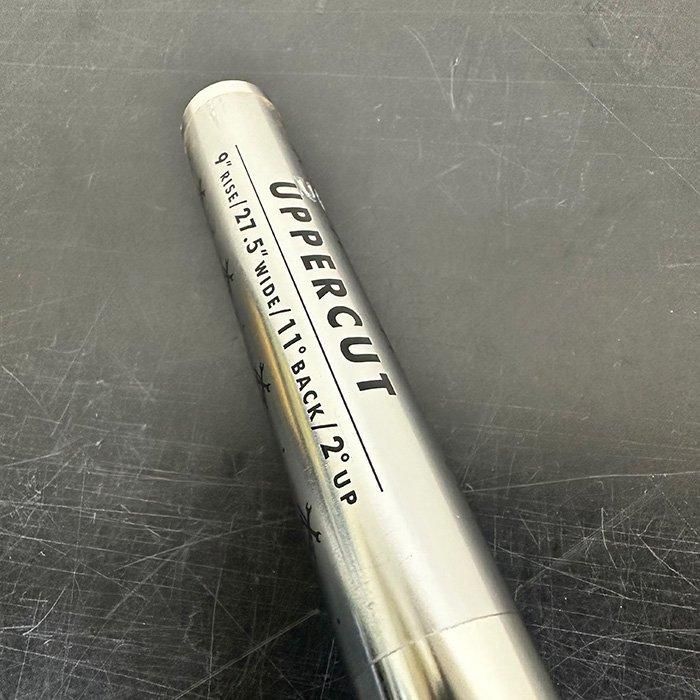 UPPERCUT
9" RISE/27.5" WIDE/11° BACK/2° UP